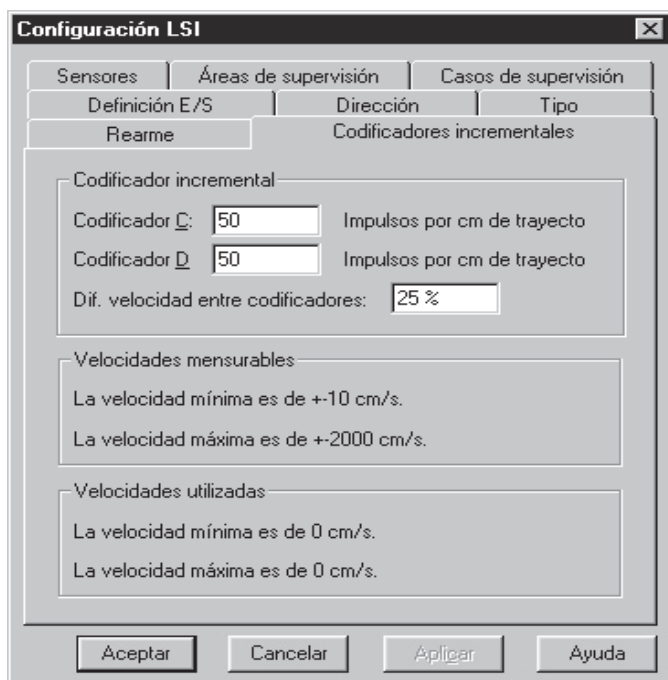 Configuración LSI
Sensores Áreas de supervisión Casos de supervisión
Definición E/S Dirección Tipo
Rearme Codificadores incrementales
Codificador incremental
Codificador C: 50 Impulsos por cm de trayecto
Codificador D 50 Impulsos por cm de trayecto
Dif. velocidad entre codificadores: 25 %
Velocidades mensurables
La velocidad mínima es de +-10 cm/s.
La velocidad máxima es de +-2000 cm/s.
Velocidades utilizadas
La velocidad mínima es de 0 cm/s.
La velocidad máxima es de 0 cm/s.
Aceptar Cancelar Aplicar Ayuda